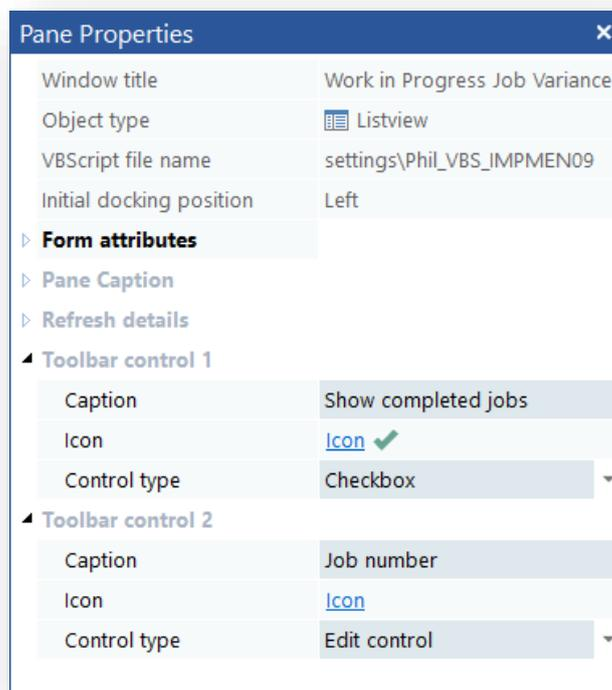 Pane Properties
Window title Work in Progress Job Variance
Object type Listview
VBScript file name settings\Phil_VBS_IMPMEN09
Initial docking position Left
Form attributes
Pane Caption
Refresh details
Toolbar control 1
Caption Show completed jobs
Icon Icon
Control type Checkbox
Toolbar control 2
Caption Job number
Icon Icon
Control type Edit control